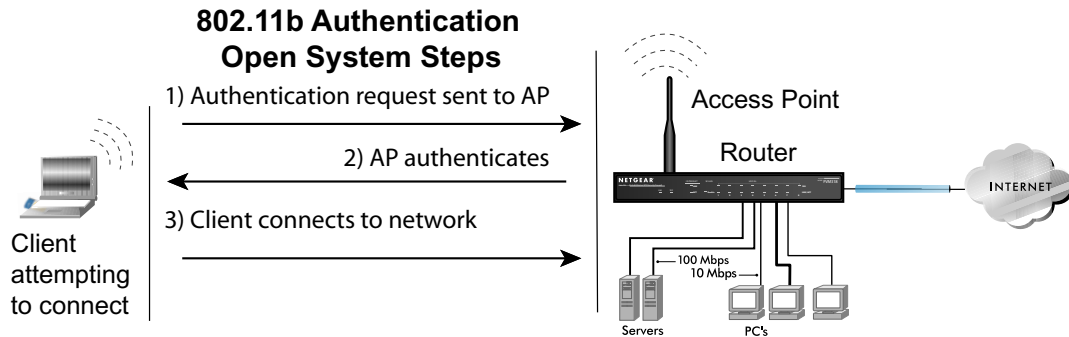 802.11b Authentication
Open System Steps
1) Authentication request sent to AP
2) AP authenticates
3) Client connects to network
Client
attempting
to connect
Access Point
Router
NETGEAR
INTERNET
100 Mbps
10 Mbps
Servers
PC's